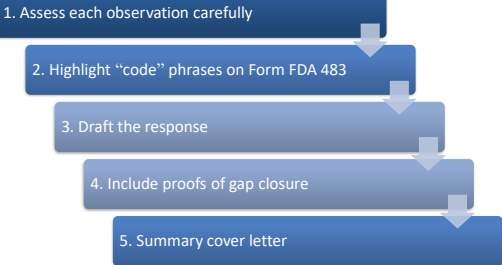 1. Assess each observation carefully
2. Highlight “code” phrases on Form FDA 483
3. Draft the response
4. Include proofs of gap closure
5. Summary cover letter